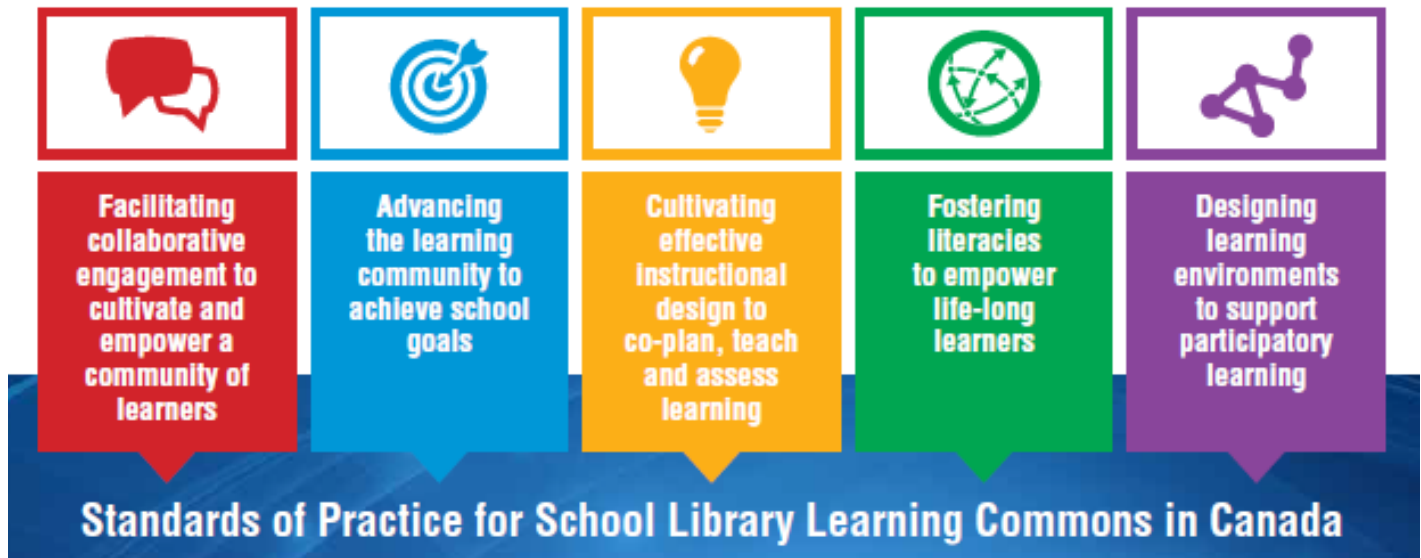 Facilitating
collaborative
engagement to
cultivate and
empower a
community of
learners
Advancing
the learning
community to
achieve school
goals
Cultivating
effective
instructional
design to
co-plan, teach
and assess
learning
Fostering
literacies
to empower
life-long
learners
Designing
learning
environments
to support
participatory
learning
Standards of Practice for School Library Learning Commons in Canada